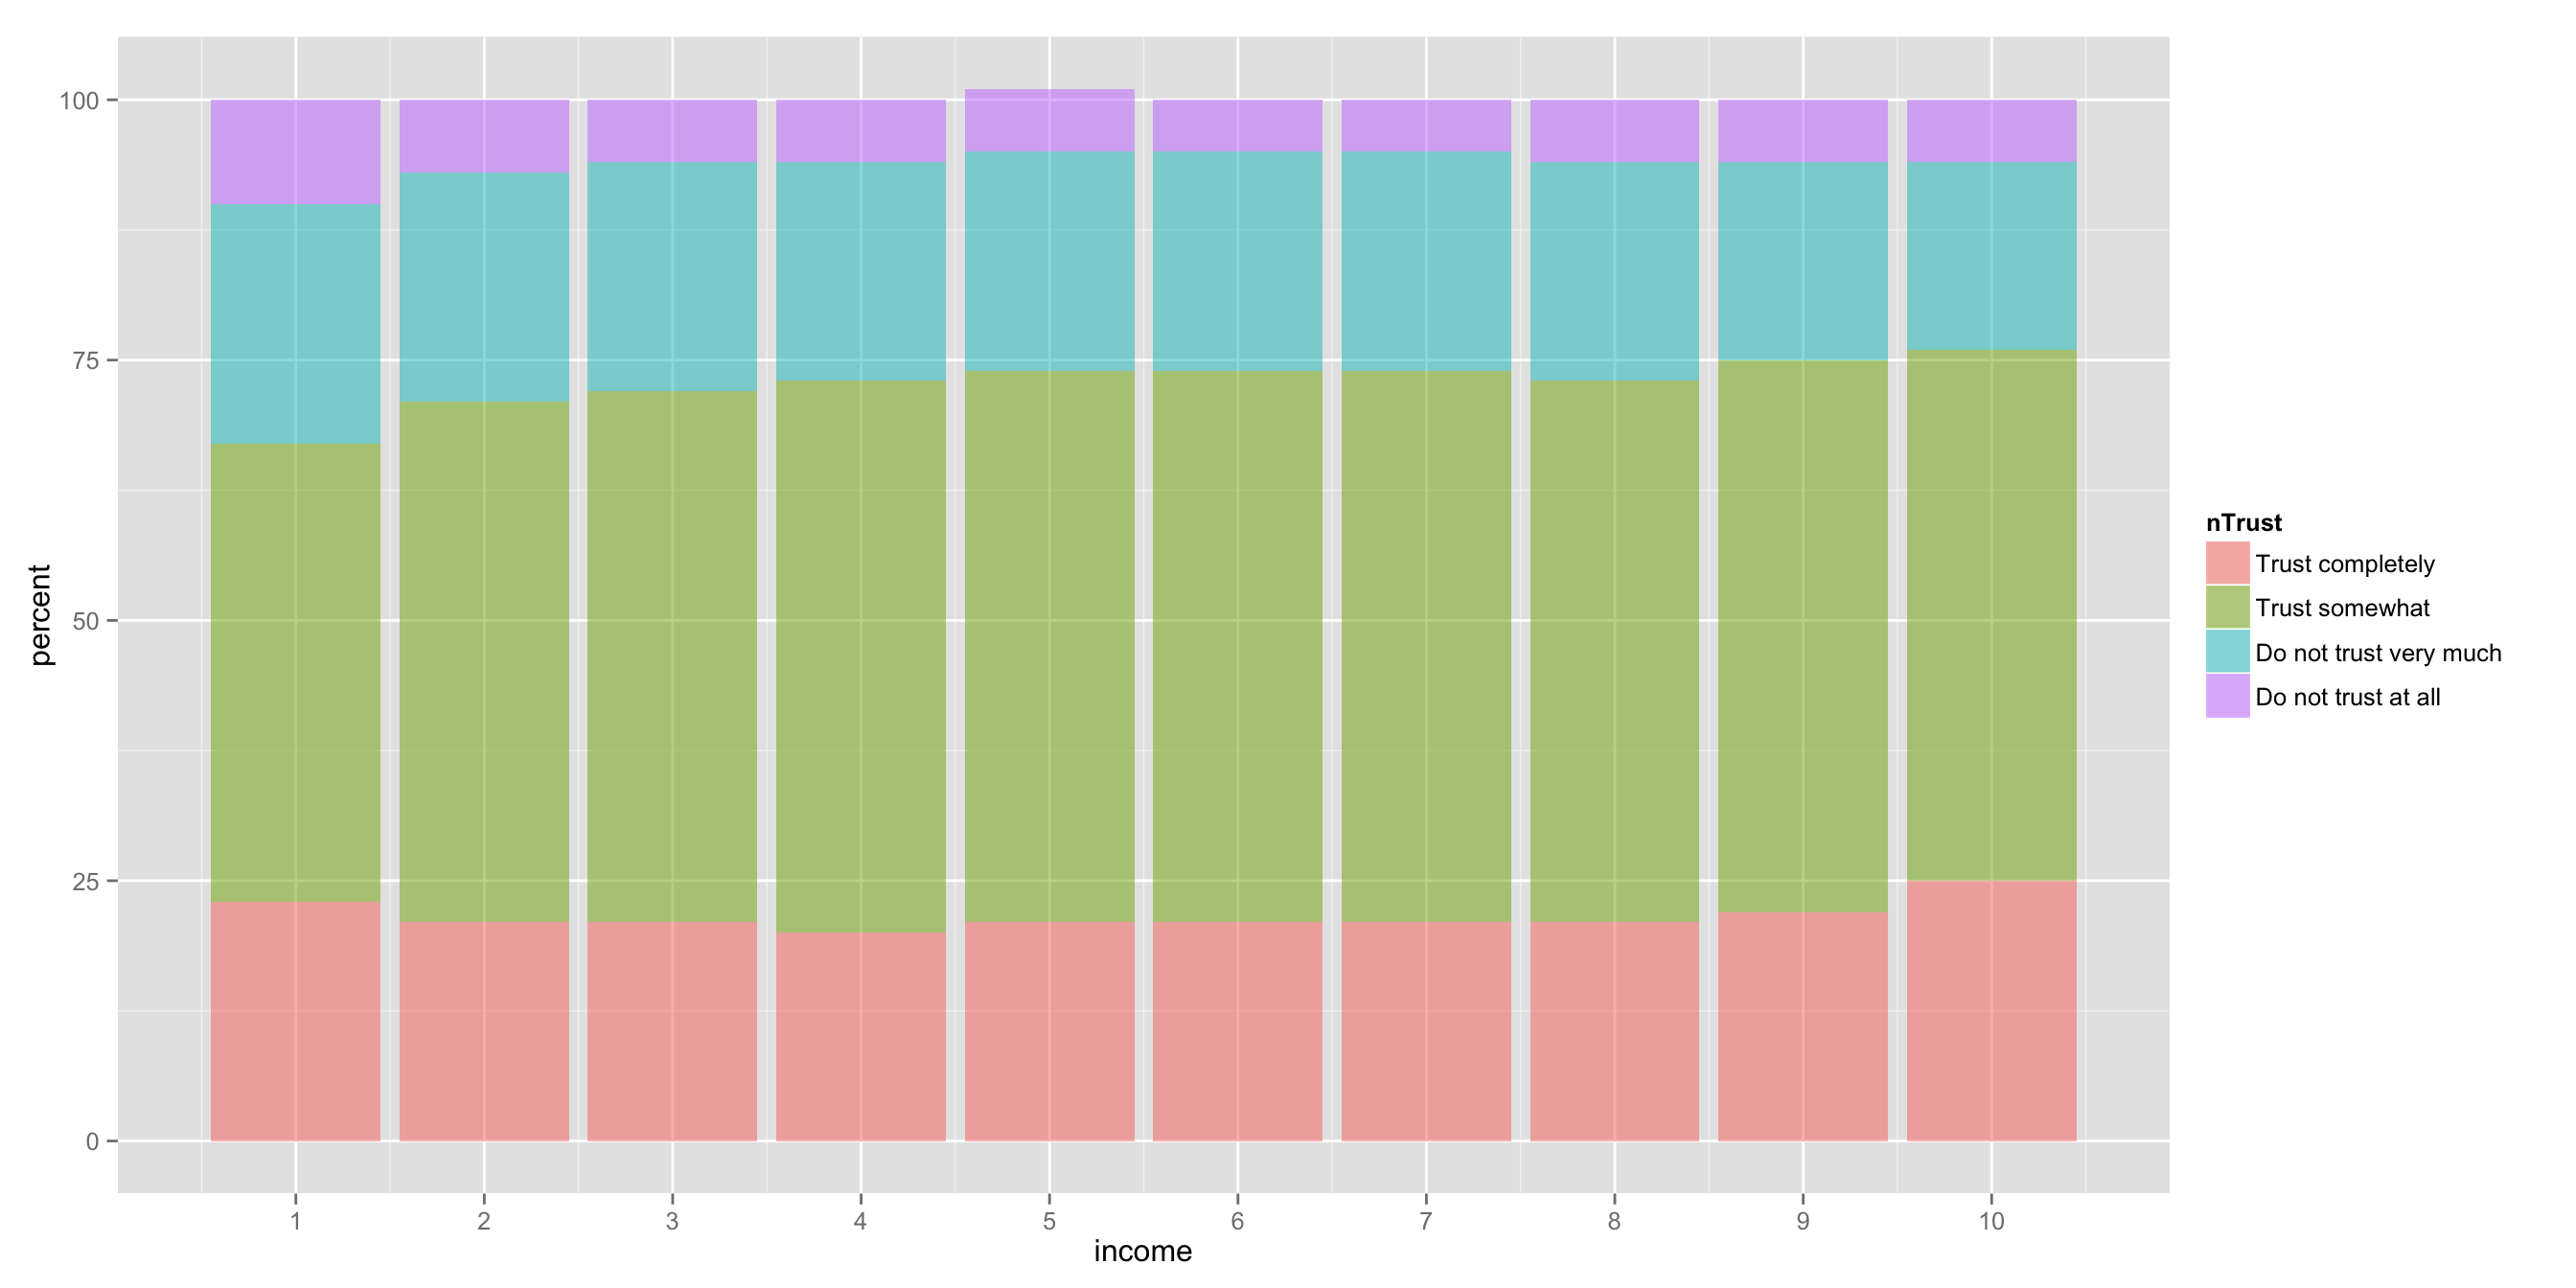 100
75
50
25
0
percent
1 2 3 4 5 6 7 8 9 10
income
nTrust
Trust completely
Trust somewhat
Do not trust very much
Do not trust at all